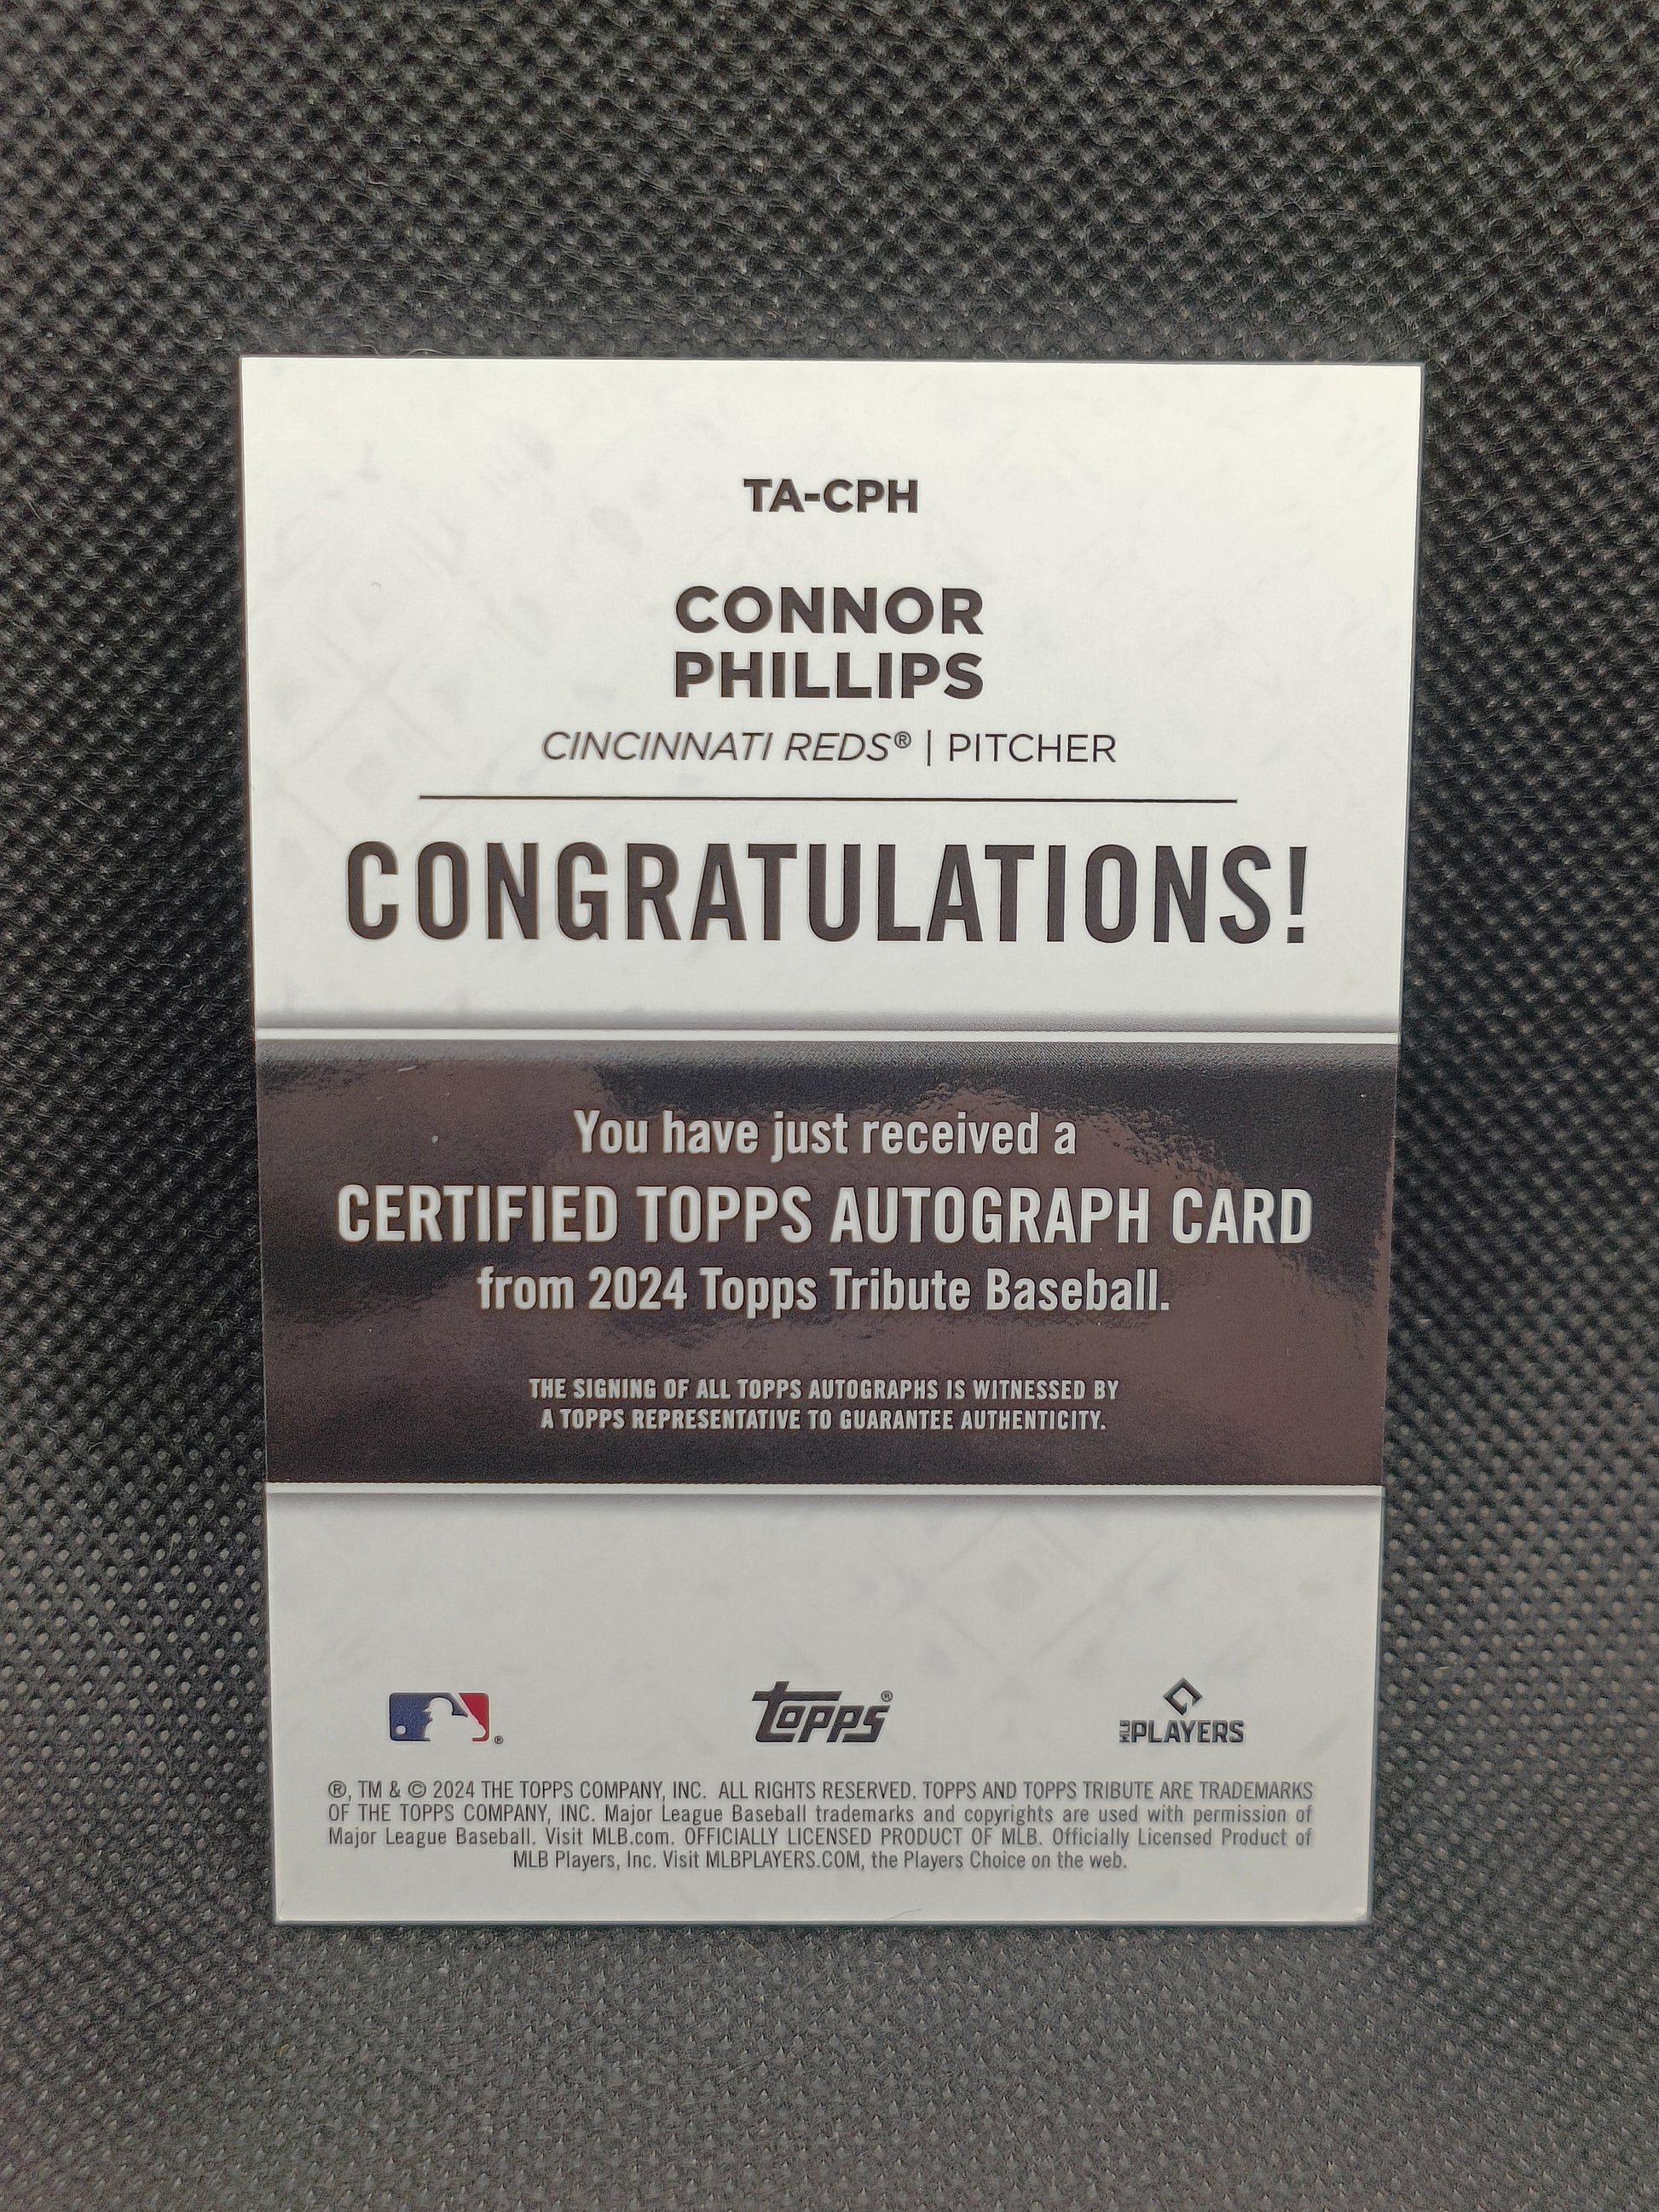 TA-CPH
CONNOR
PHILLIPS
CINCINNATI REDS® | PITCHER
CONGRATULATIONS!
You have just received a
CERTIFIED TOPPS AUTOGRAPH CARD
from 2024 Topps Tribute Baseball.
THE SIGNING OF ALL TOPPS AUTOGRAPHS IS WITNESSED BY
A TOPPS REPRESENTATIVE TO GUARANTEE AUTHENTICITY.
® topps® MLB PLAYERS
®, TM & © 2024 THE TOPPS COMPANY, INC. ALL RIGHTS RESERVED. TOPPS AND TOPPS TRIBUTE ARE TRADEMARKS
OF THE TOPPS COMPANY, INC. Major League Baseball trademarks and copyrights are used with permission of
Major League Baseball. Visit MLB.com. OFFICIALLY LICENSED PRODUCT OF MLB. Officially Licensed Product of
MLB Players, Inc. Visit MLBPLAYERS.COM, the Players Choice on the web.